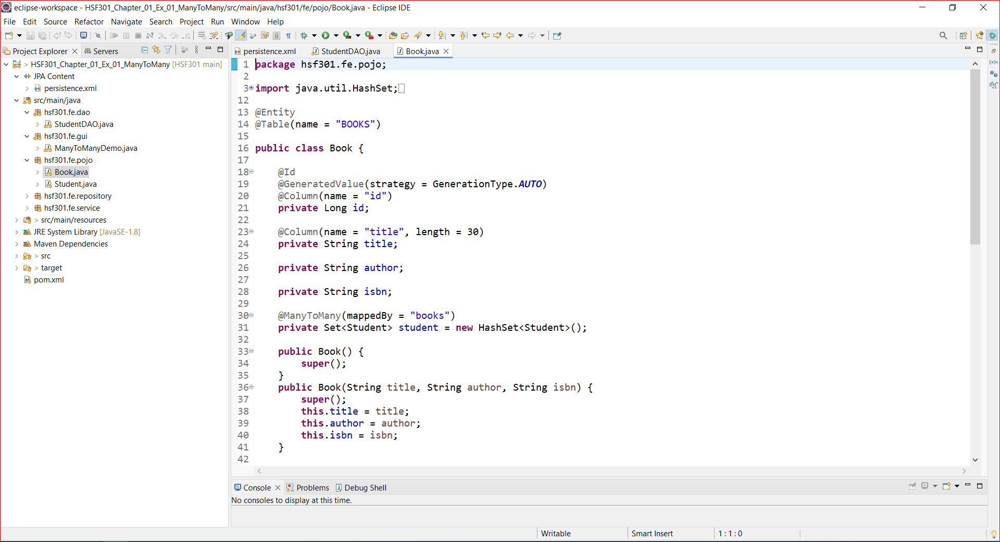 eclipse-workspace - HSF301_Chapter_01_Ex_01_ManyToMany/src/main/java/hsf301/fe/pojo/Book.java - Eclipse IDE
File Edit Source Refactor Navigate Search Project Run Window Help
Project Explorer Servers
> HSF301_Chapter_01_Ex_01_ManyToMany [HSF301 main]
JPA Content
persistence.xml
src/main/java
hsf301.fe.dao
StudentDAO.java
hsf301.fe.gui
ManyToManyDemo.java
hsf301.fe.pojo
Book.java
Student.java
hsf301.fe.repository
hsf301.fe.service
> src/main/resources
JRE System Library [JavaSE-1.8]
Maven Dependencies
> src
> target
pom.xml
persistence.xml StudentDAO.java Book.java
1 package hsf301.fe.pojo;
2
3 import java.util.HashSet;
12
13 @Entity
14 @Table(name = "BOOKS")
15
16 public class Book {
17
18     @Id
19     @GeneratedValue(strategy = GenerationType.AUTO)
20     @Column(name = "id")
21     private Long id;
22
23     @Column(name = "title", length = 30)
24     private String title;
25
26     private String author;
27
28     private String isbn;
29
30     @ManyToMany(mappedBy = "books")
31     private Set<Student> student = new HashSet<Student>();
32
33     public Book() {
34         super();
35     }
36     public Book(String title, String author, String isbn) {
37         super();
38         this.title = title;
39         this.author = author;
40         this.isbn = isbn;
41     }
42
Console Problems Debug Shell
No consoles to display at this time.
Writable Smart Insert 1 : 1 : 0